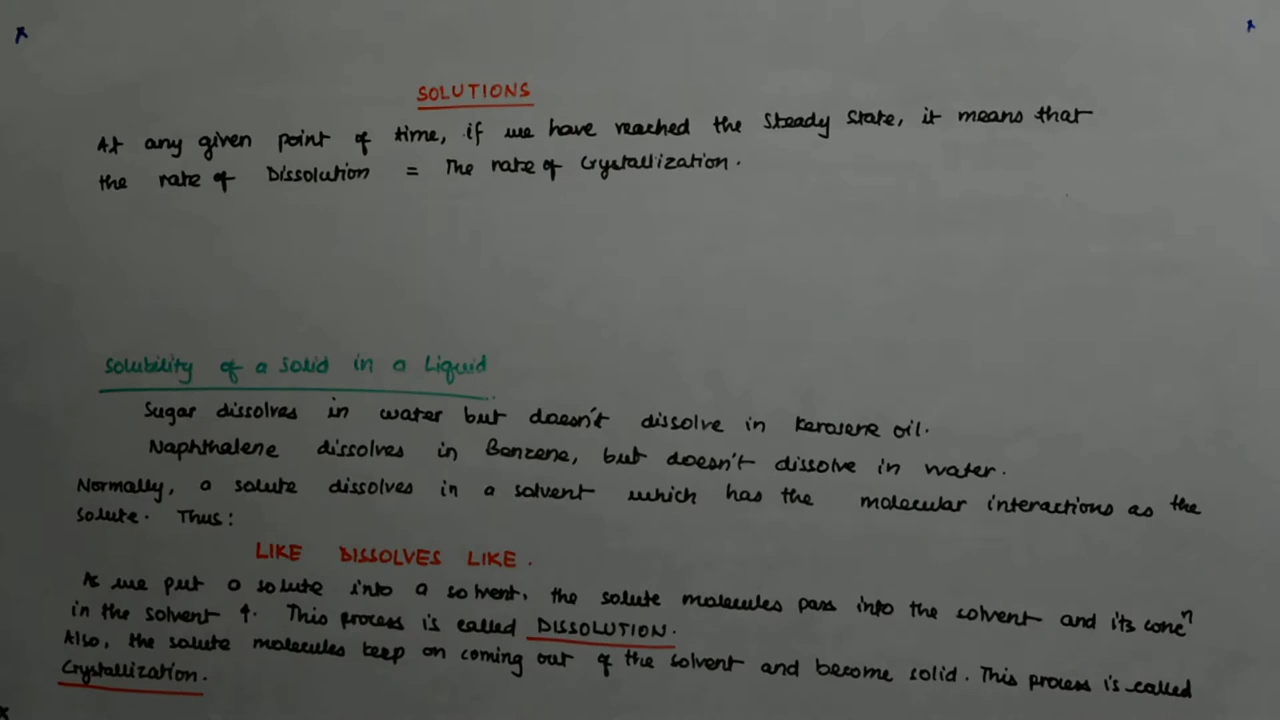 SOLUTIONS
At any given point of time, if we have reached the Steady State, it means that
the rate of Dissolution = The rate of Crystallization.
Solubility of a Solid in a Liquid
Sugar dissolves in water but doesn't dissolve in kerosene oil.
Naphthalene dissolves in Benzene, but doesn't dissolve in water.
Normally, a solute dissolves in a solvent which has the molecular interactions as the
solute. Thus:
LIKE DISSOLVES LIKE.
As we put a solute into a solvent, the solute molecules pass into the solvent and its concⁿ
in the solvent ↑. This process is called DISSOLUTION.
Also, the solute molecules keep on coming out of the solvent and become solid. This process is called
Crystallization.